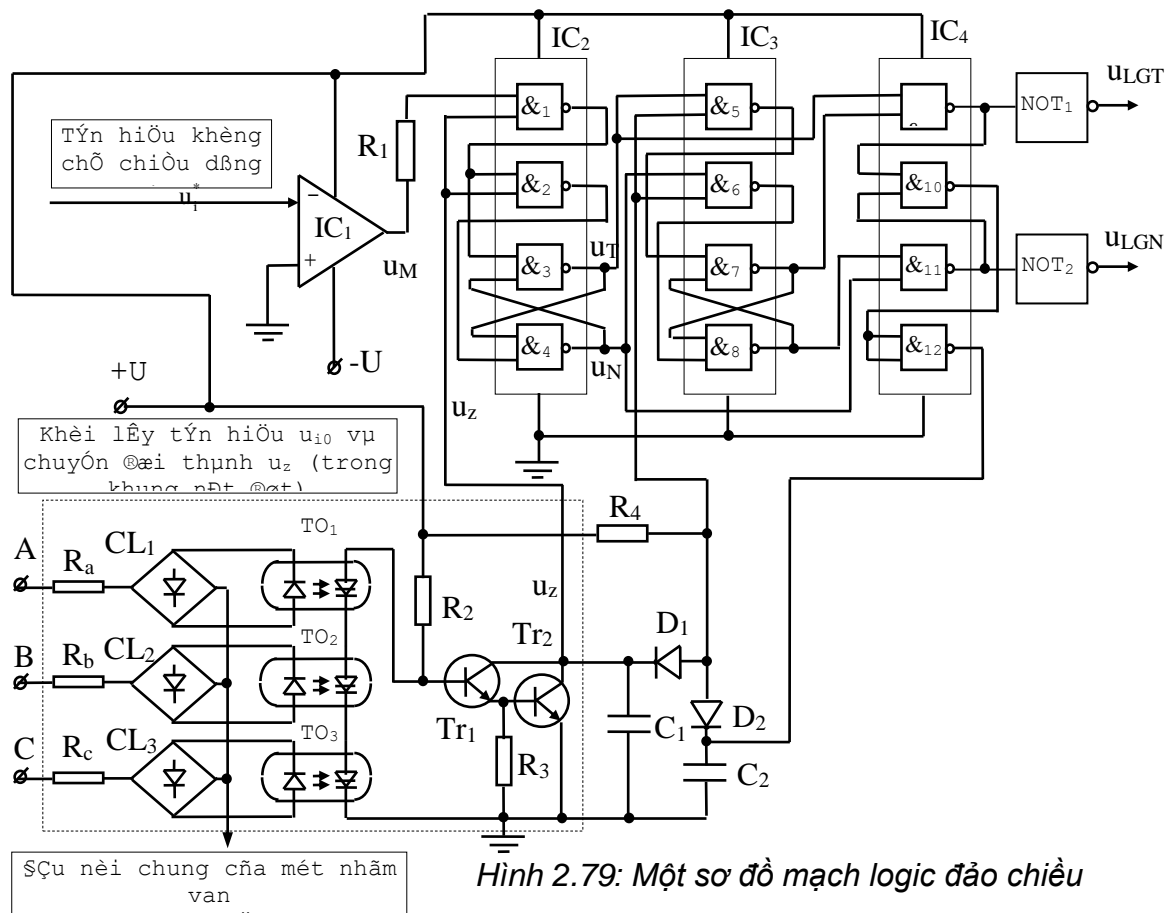 IC2
IC3
IC4
&1
&5
uLGT
NOT1
TÝn hiÖu khèng
chÕ chiÒu dßng
ui*
R1
&2
&6
&10
−
IC1
+
uM
uT
uLGN
&3
&7
&11
NOT2
&4
&8
&12
-U
uN
+U
uz
Khèi lÊy tÝn hiÖu ui0 vµ
chuyÓn ®æi thµnh uz (trong
khung nÐt ®øt)
R4
TO1
A
Ra
CL1
R2
uz
D1
TO2
Tr2
B
Rb
CL2
Tr1
C1
D2
TO3
C
Rc
CL3
R3
C2
§Çu nèi chung cña mét nhãm
van
Hình 2.79: Một sơ đồ mạch logic đảo chiều